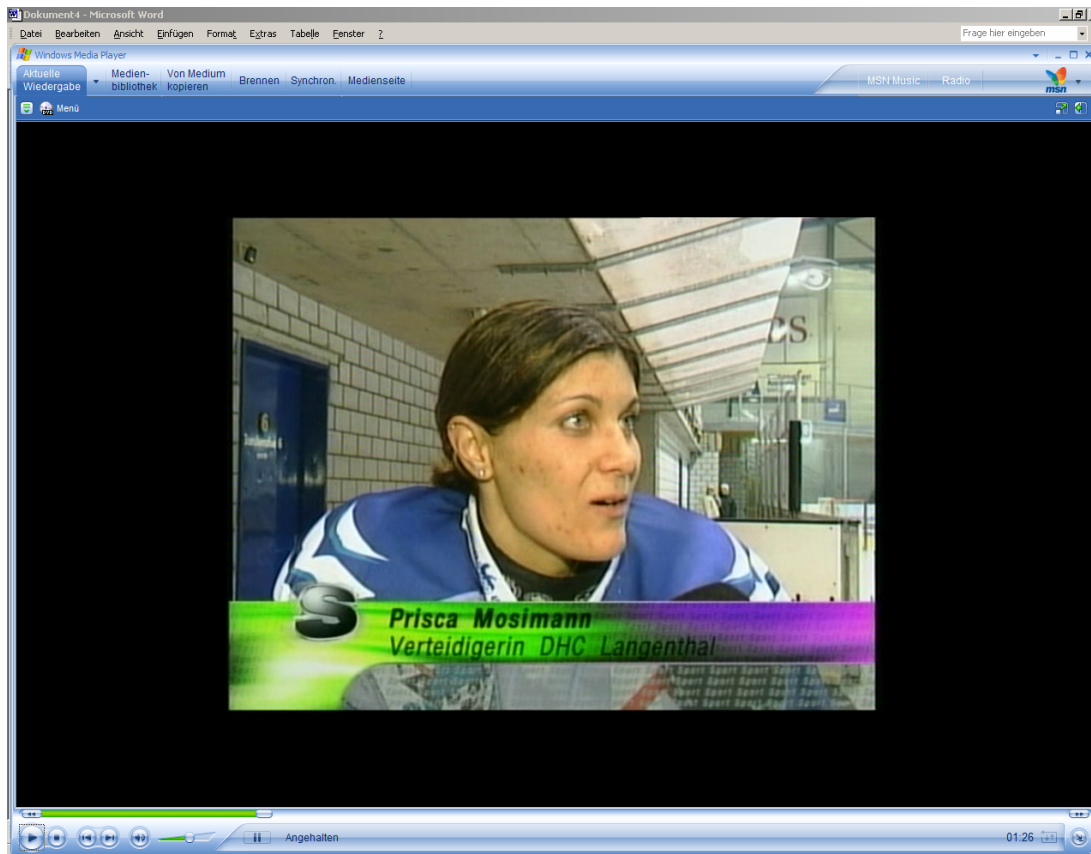 Dokument4 - Microsoft Word
Datei Bearbeiten Ansicht Einfügen Format Extras Tabelle Fenster ?
Frage hier eingeben
Windows Media Player
Aktuelle Wiedergabe
Medienbibliothek
Von Medium kopieren
Brennen
Synchron.
Medienseite
MSN Music
Radio
msn
DVD Menü
S
Prisca Mosimann
Verteidigerin DHC Langenthal
Angehalten
01:26